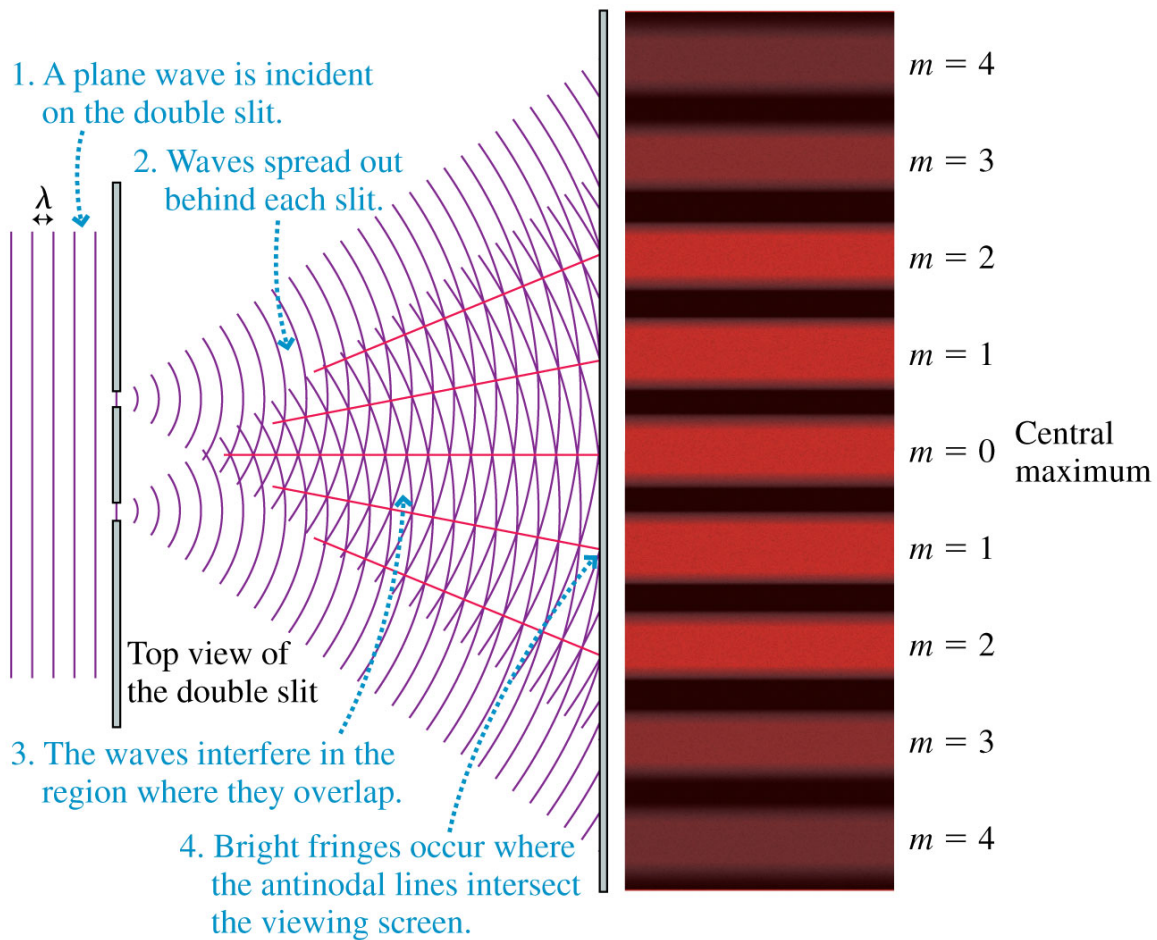 1. A plane wave is incident
on the double slit.
2. Waves spread out
behind each slit.
λ
Top view of
the double slit
3. The waves interfere in the
region where they overlap.
4. Bright fringes occur where
the antinodal lines intersect
the viewing screen.
m = 4
m = 3
m = 2
m = 1
m = 0 Central
maximum
m = 1
m = 2
m = 3
m = 4